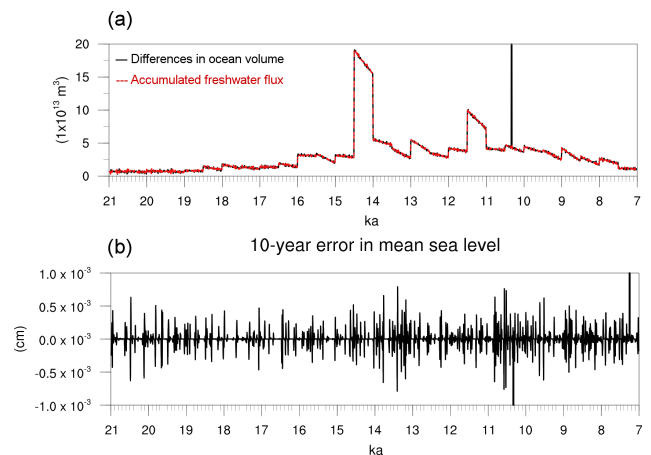 (a)
20
15
10
5
0
(1x10¹³ m³)
Differences in ocean volume
Accumulated freshwater flux
21 20 19 18 17 16 15 14 13 12 11 10 9 8 7
ka
(b)
10-year error in mean sea level
1.0 x 10⁻³
0.5 x 10⁻³
0.0 x 10⁻³
-0.5 x 10⁻³
-1.0 x 10⁻³
(cm)
21 20 19 18 17 16 15 14 13 12 11 10 9 8 7
ka